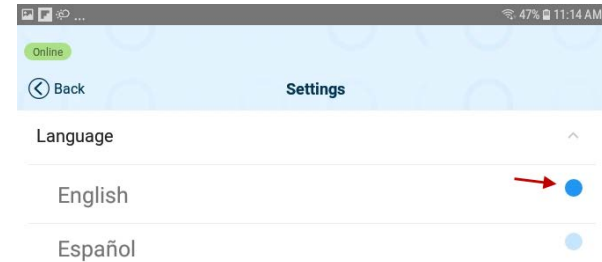 ... 47% 11:14 AM
Online
Back Settings
Language
English
Español